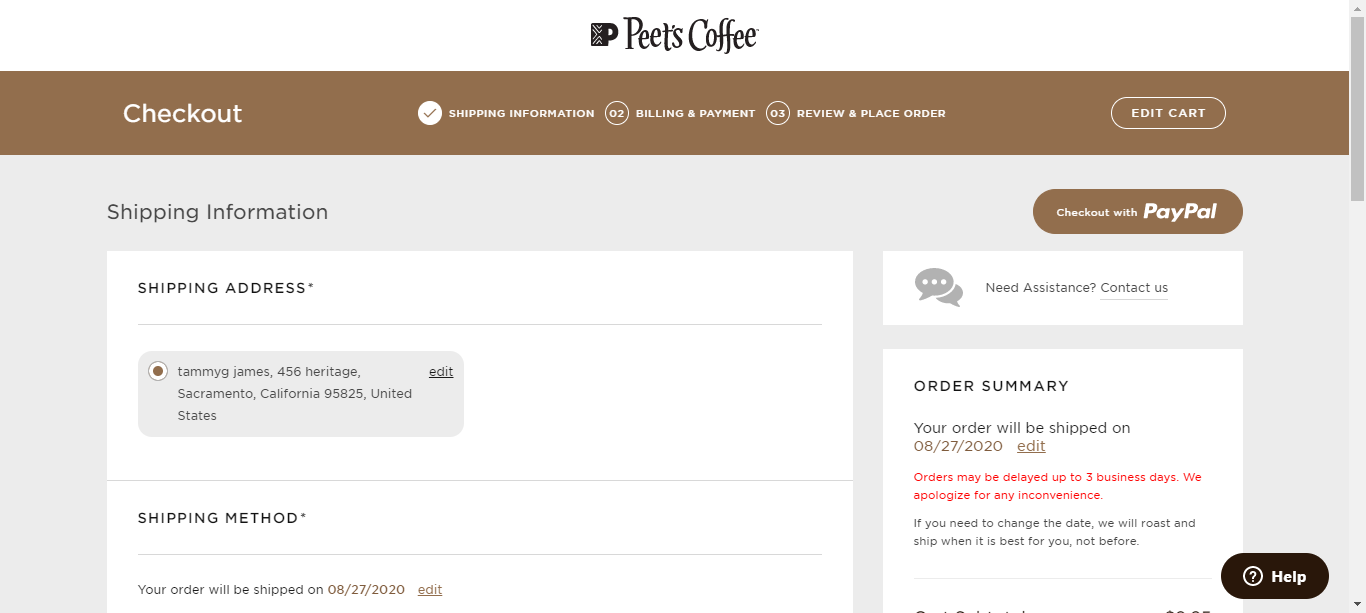 Peet's Coffee
Checkout
SHIPPING INFORMATION
02 BILLING & PAYMENT
03 REVIEW & PLACE ORDER
EDIT CART
Shipping Information
Checkout with PayPal
SHIPPING ADDRESS*
tammyg james, 456 heritage,
Sacramento, California 95825, United
States
edit
SHIPPING METHOD*
Your order will be shipped on 08/27/2020 edit
Need Assistance? Contact us
ORDER SUMMARY
Your order will be shipped on
08/27/2020 edit
Orders may be delayed up to 3 business days. We
apologize for any inconvenience.
If you need to change the date, we will roast and
ship when it is best for you, not before.
Help